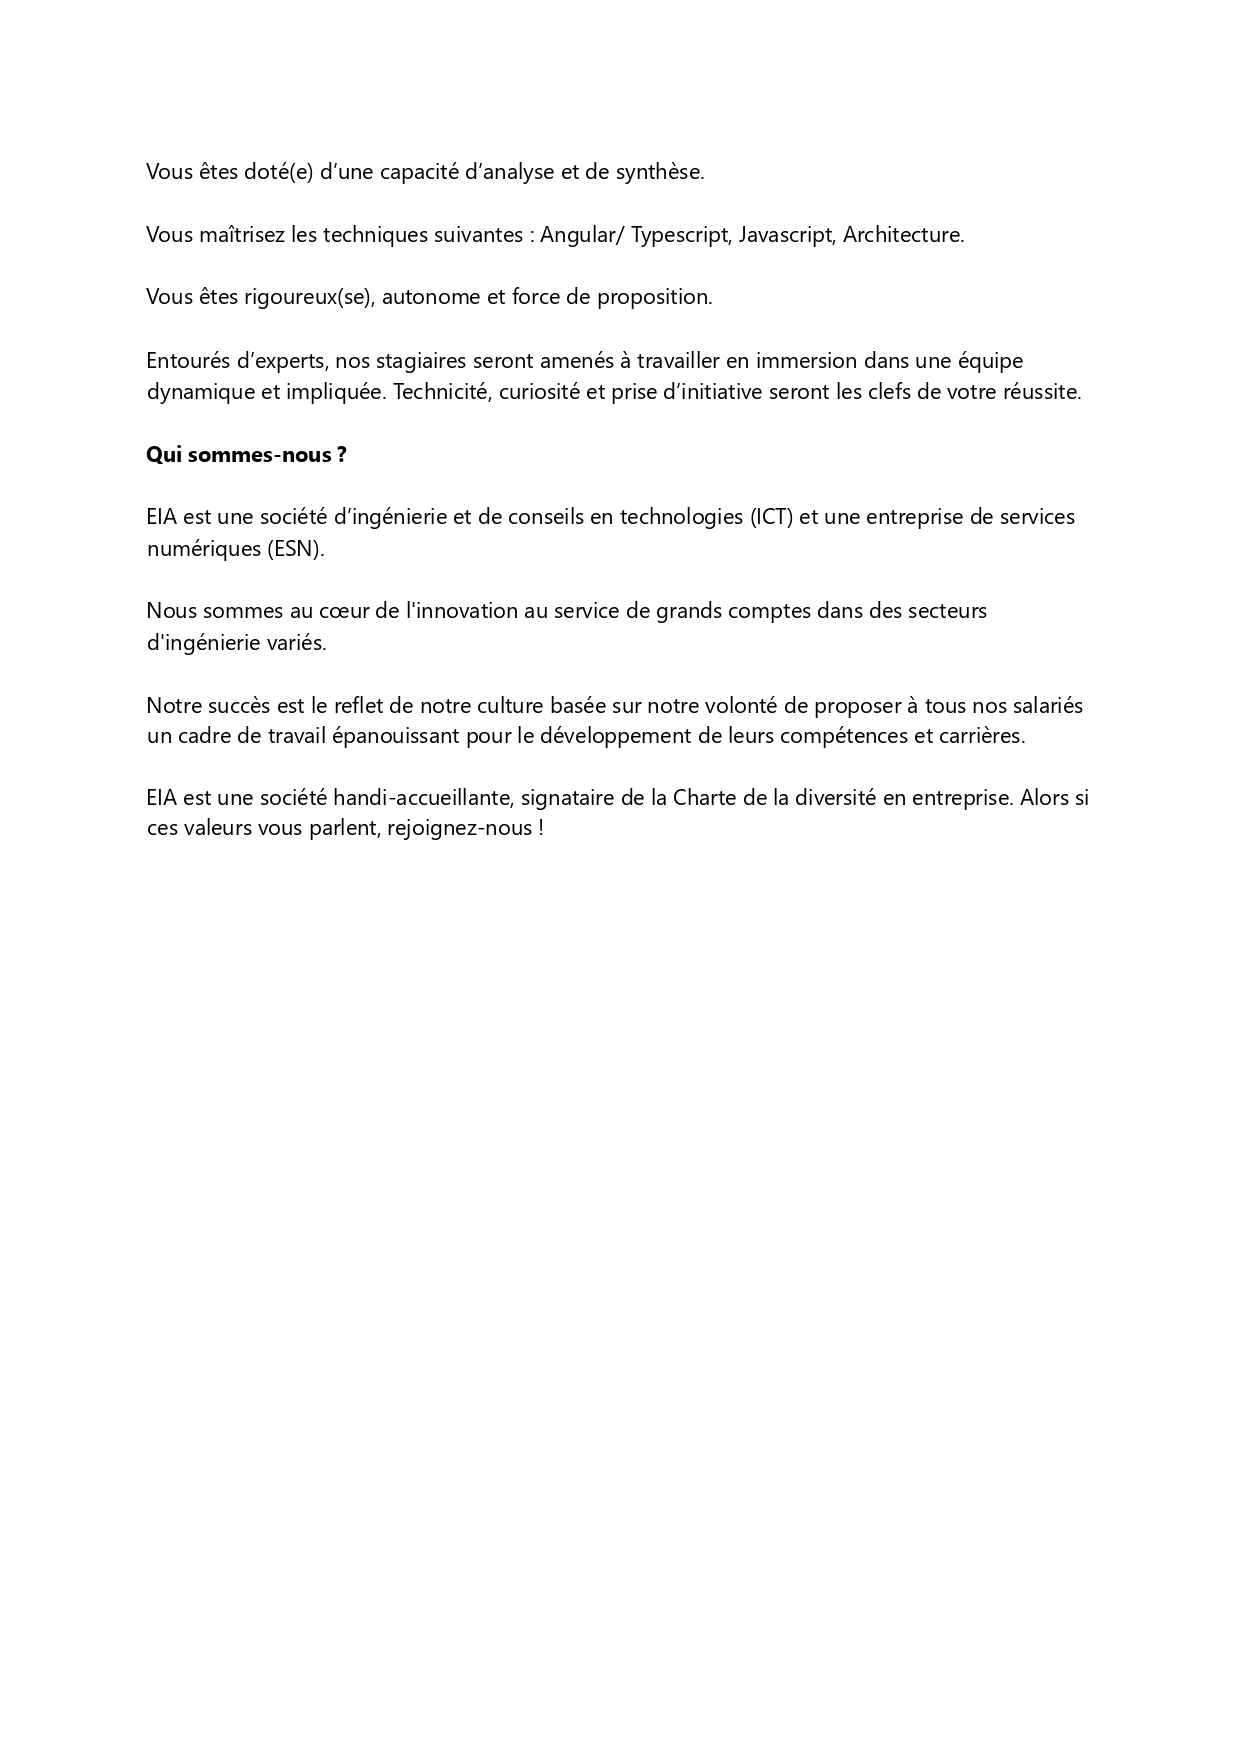 Vous êtes doté(e) d’une capacité d’analyse et de synthèse.
Vous maîtrisez les techniques suivantes : Angular/ Typescript, Javascript, Architecture.
Vous êtes rigoureux(se), autonome et force de proposition.
Entourés d’experts, nos stagiaires seront amenés à travailler en immersion dans une équipe
dynamique et impliquée. Technicité, curiosité et prise d’initiative seront les clefs de votre réussite.
Qui sommes-nous ?
EIA est une société d’ingénierie et de conseils en technologies (ICT) et une entreprise de services
numériques (ESN).
Nous sommes au cœur de l'innovation au service de grands comptes dans des secteurs
d'ingénierie variés.
Notre succès est le reflet de notre culture basée sur notre volonté de proposer à tous nos salariés
un cadre de travail épanouissant pour le développement de leurs compétences et carrières.
EIA est une société handi-accueillante, signataire de la Charte de la diversité en entreprise. Alors si
ces valeurs vous parlent, rejoignez-nous !